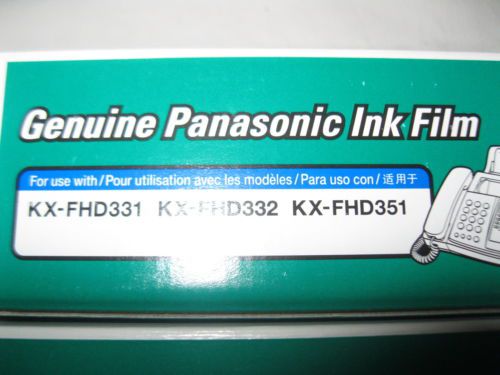 Genuine Panasonic Ink Film
For use with/Pour utilisation avec les modèles/Para uso con/适用于
KX-FHD331 KX-FHD332 KX-FHD351